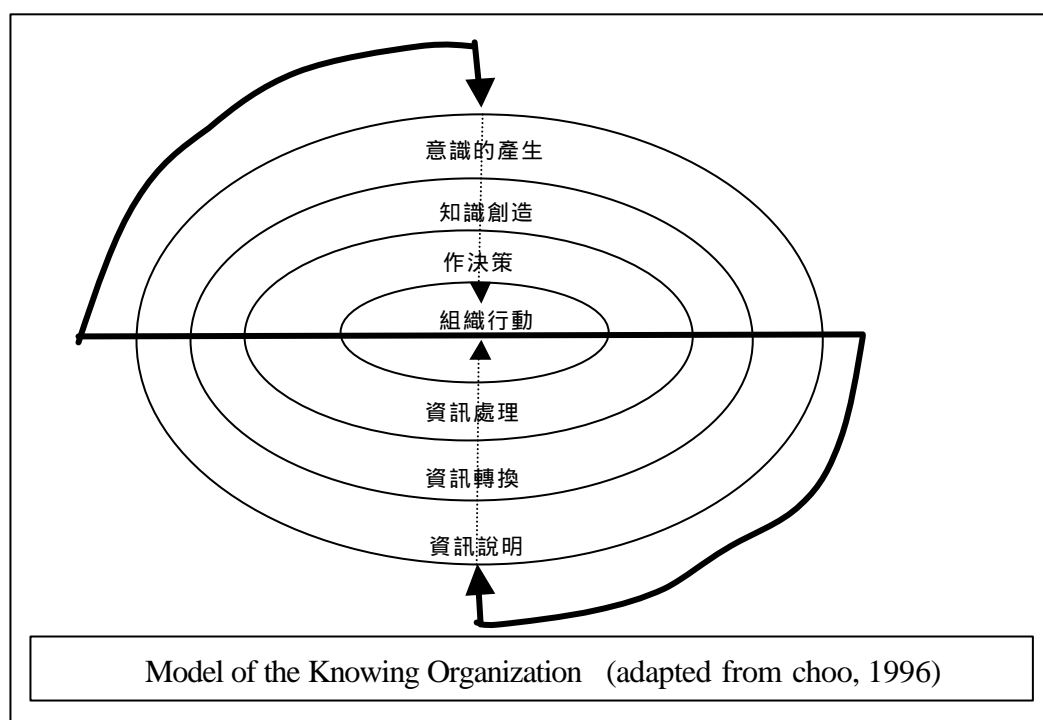 意識的產生
知識創造
作決策
組織行動
資訊處理
資訊轉換
資訊說明
Model of the Knowing Organization (adapted from choo, 1996)